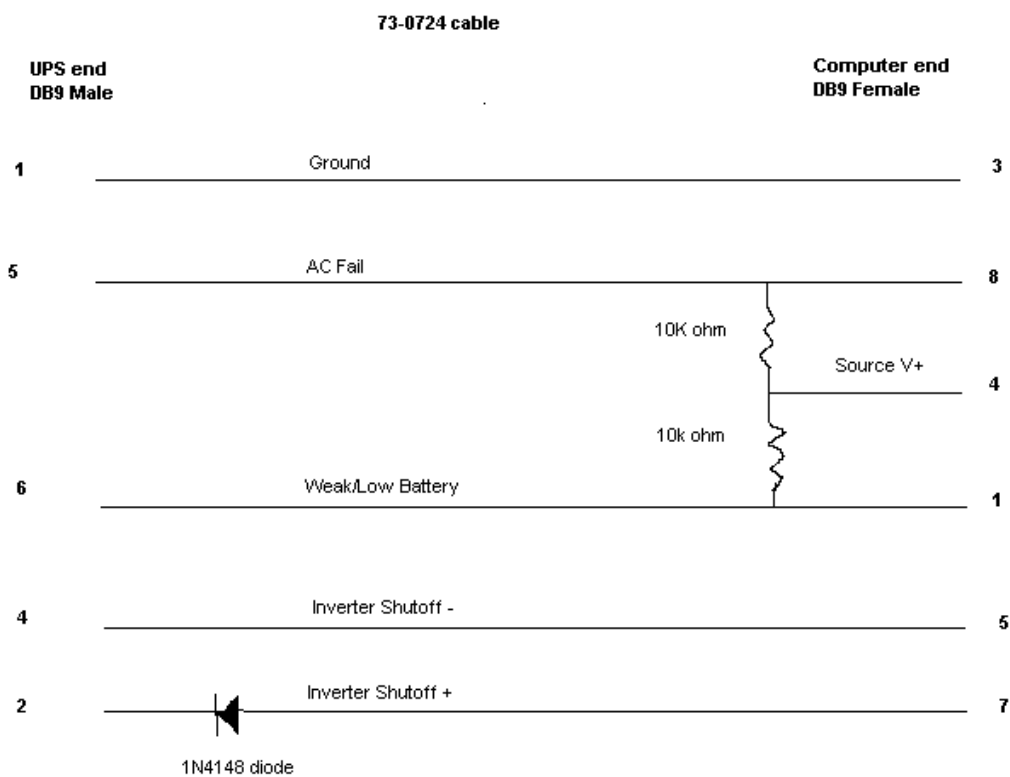 73-0724 cable
UPS end
DB9 Male
Computer end
DB9 Female
1
Ground
3
5
AC Fail
8
10K ohm
Source V+
4
10k ohm
6
Weak/Low Battery
1
4
Inverter Shutoff -
5
2
Inverter Shutoff +
7
1N4148 diode